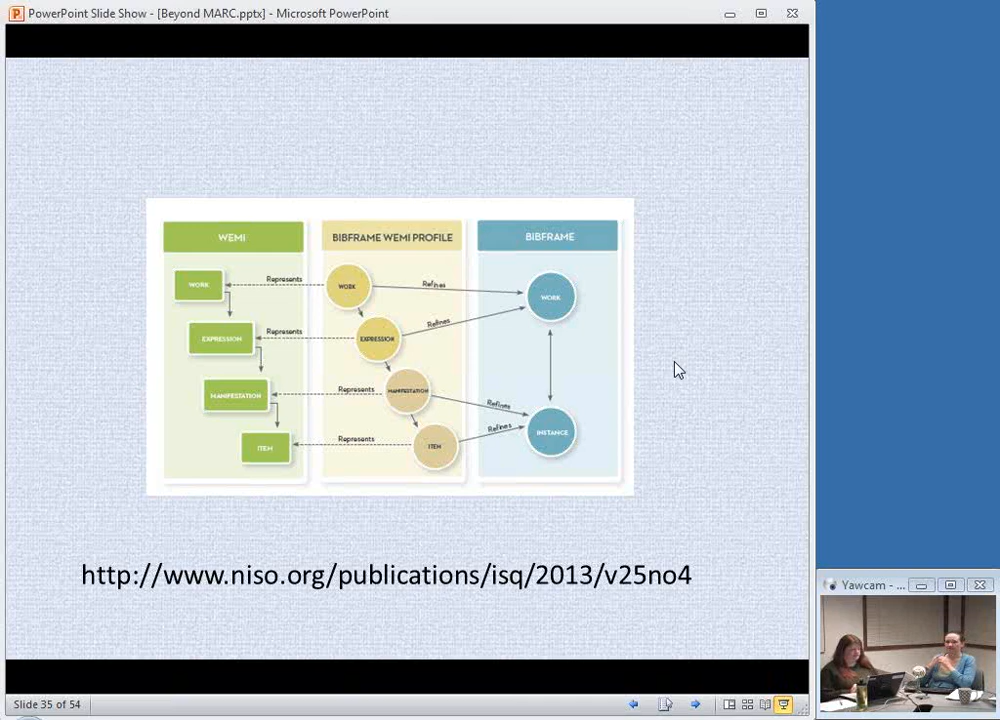 PowerPoint Slide Show - [Beyond MARC.pptx] - Microsoft PowerPoint
WEMI
BIBFRAME WEMI PROFILE
BIBFRAME
WORK
Represents
WORK
Refines
WORK
EXPRESSION
Represents
EXPRESSION
Refines
MANIFESTATION
Represents
MANIFESTATION
Refines
ITEM
Represents
ITEM
Refines
INSTANCE
http://www.niso.org/publications/isq/2013/v25no4
Yawcam - ...
Slide 35 of 54